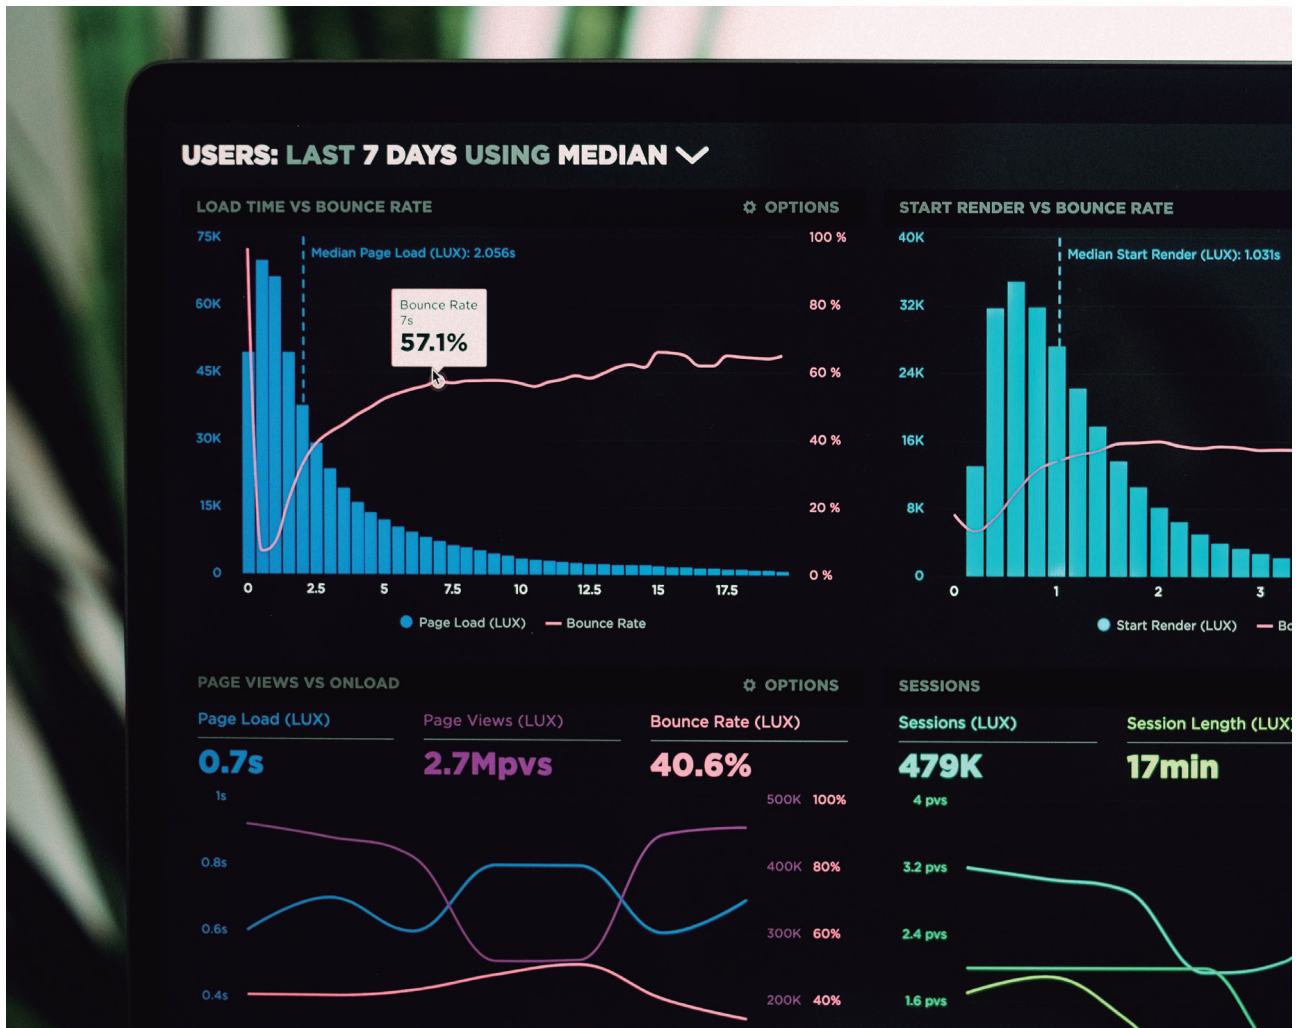 USERS: LAST 7 DAYS USING MEDIAN
LOAD TIME VS BOUNCE RATE
OPTIONS
75K
60K
45K
30K
15K
0
Median Page Load (LUX): 2.056s
Bounce Rate
7s
57.1%
100 %
80 %
60 %
40 %
20 %
0 %
0 2.5 5 7.5 10 12.5 15 17.5
Page Load (LUX) Bounce Rate
START RENDER VS BOUNCE RATE
40K
32K
24K
16K
8K
0
Median Start Render (LUX): 1.031s
0 1 2 3
Start Render (LUX) Bo
PAGE VIEWS VS ONLOAD
OPTIONS
Page Load (LUX) Page Views (LUX) Bounce Rate (LUX)
0.7s 2.7Mpvs 40.6%
1s
0.8s
0.6s
0.4s
500K 100%
400K 80%
300K 60%
200K 40%
SESSIONS
Sessions (LUX) Session Length (LUX)
479K 17min
4 pvs
3.2 pvs
2.4 pvs
1.6 pvs